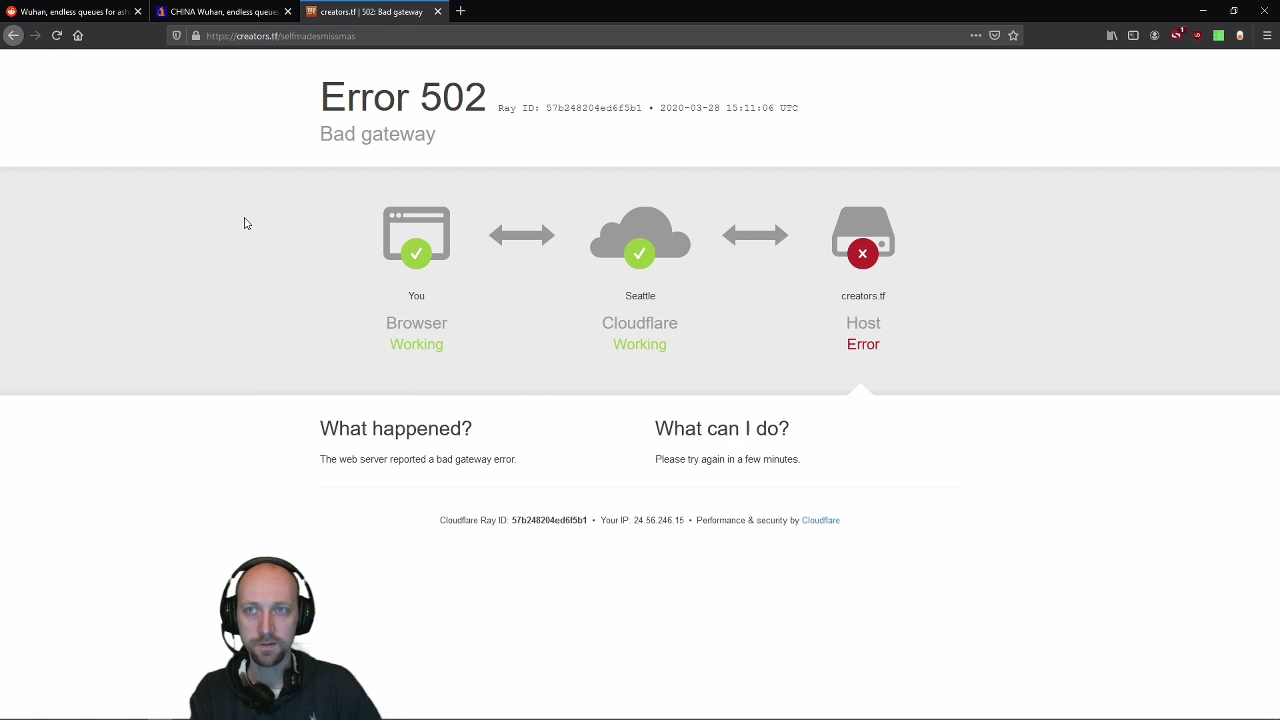 Wuhan, endless queues for ash
CHINA Wuhan, endless queues
creators.tf | 502: Bad gateway
https://creators.tf/selfmadesmissmas
Error 502 Ray ID: 57b248204ed6f5b1 • 2020-03-28 15:11:06 UTC
Bad gateway
You
Seattle
creators.tf
Browser
Cloudflare
Host
Working
Working
Error
What happened?
What can I do?
The web server reported a bad gateway error.
Please try again in a few minutes.
Cloudflare Ray ID: 57b248204ed6f5b1 • Your IP: 24.56.246.15 • Performance & security by Cloudflare